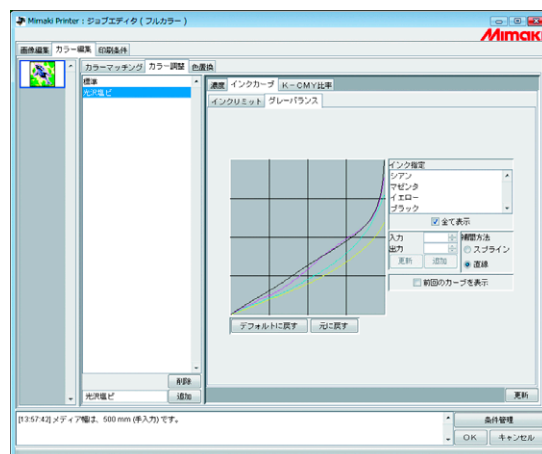 Mimaki Printer : ジョブエディタ ( フルカラー )
Mimaki
画像編集 カラー編集 印刷条件
カラーマッチング カラー調整 色置換
標準
光沢塩ビ
濃度 インクカーブ K－CMY比率
インクリミット グレーバランス
インク指定
シアン
マゼンタ
イエロー
ブラック
全て表示
入力
出力
更新 追加
補間方法
スプライン
直線
前回のカーブを表示
デフォルトに戻す 元に戻す
削除
光沢塩ビ 追加
更新
[13:57:42] メディア幅は、500 mm (手入力) です。
条件管理
OK キャンセル